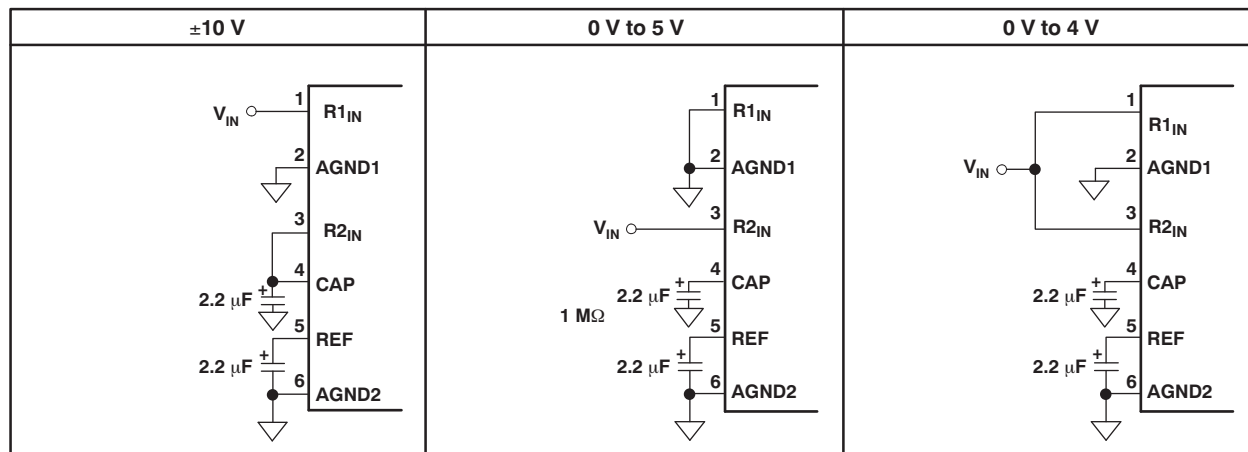 ±10 V
0 V to 5 V
0 V to 4 V
1
V_IN
R1_IN
2
AGND1
3
R2_IN
4
CAP
2.2 μF
+
5
REF
2.2 μF
+
6
AGND2
1
R1_IN
2
AGND1
3
V_IN
R2_IN
4
CAP
2.2 μF
+
1 MΩ
5
REF
2.2 μF
+
6
AGND2
1
R1_IN
V_IN
2
AGND1
3
R2_IN
4
CAP
2.2 μF
+
5
REF
2.2 μF
+
6
AGND2